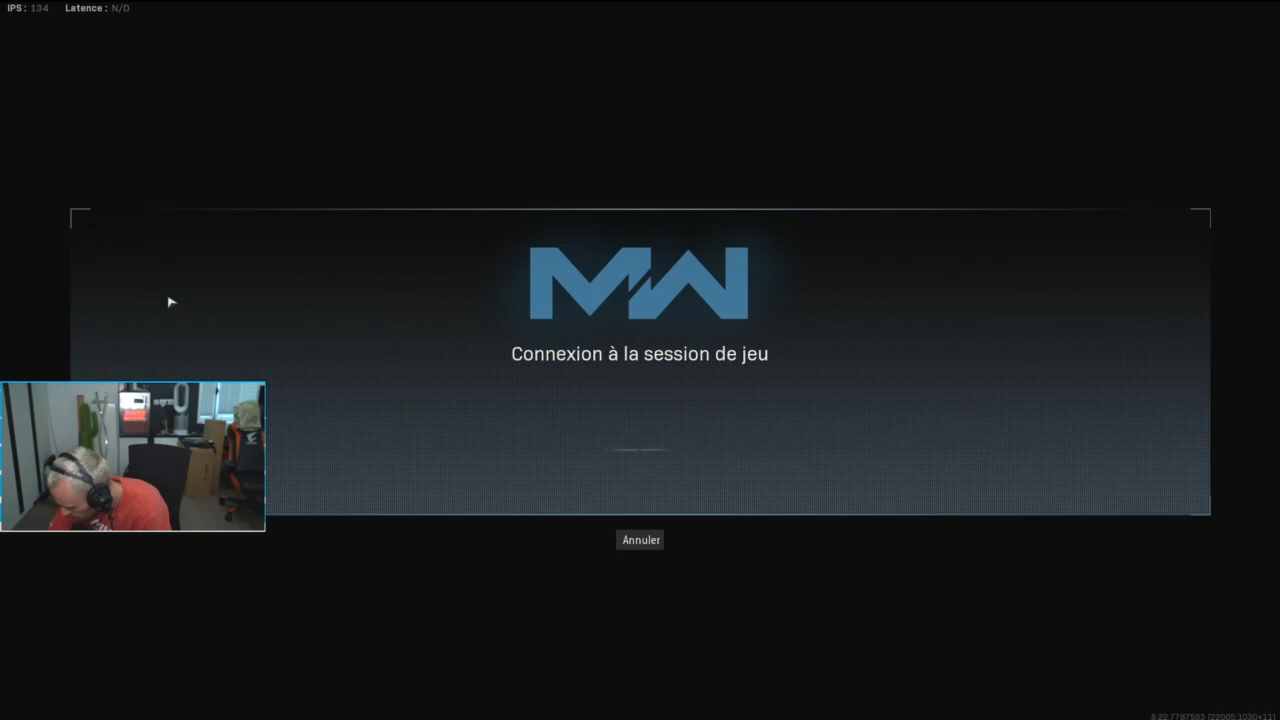 IPS : 134 Latence : N/D
MW
Connexion à la session de jeu
Annuler